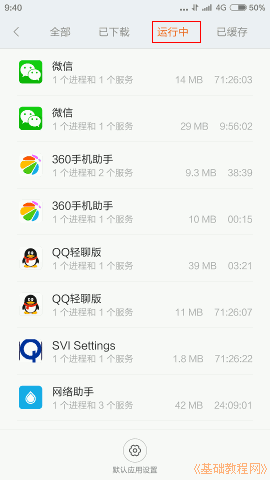 9:40 ... 4G 50%
全部 已下载 运行中 已缓存
微信
1 个进程和 1 个服务 14 MB 71:26:03
微信
1 个进程和 1 个服务 29 MB 9:56:02
360手机助手
1 个进程和 2 个服务 9.3 MB 38:39
360手机助手
1 个进程和 1 个服务 10 MB 00:15
QQ轻聊版
1 个进程和 1 个服务 39 MB 03:21
QQ轻聊版
1 个进程和 1 个服务 11 MB 71:26:07
SVI Settings
1 个进程和 1 个服务 1.8 MB 71:26:22
网络助手
1 个进程和 3 个服务 42 MB 24:09:01
默认应用设置
《基础教程网》